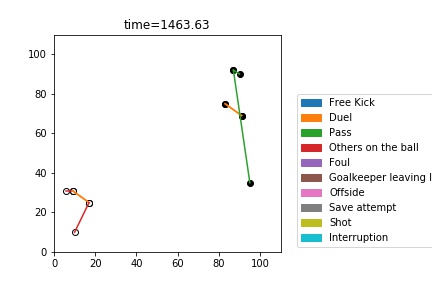 time=1463.63
100
80
60
40
20
0
0 20 40 60 80 100
Free Kick
Duel
Pass
Others on the ball
Foul
Goalkeeper leaving l
Offside
Save attempt
Shot
Interruption